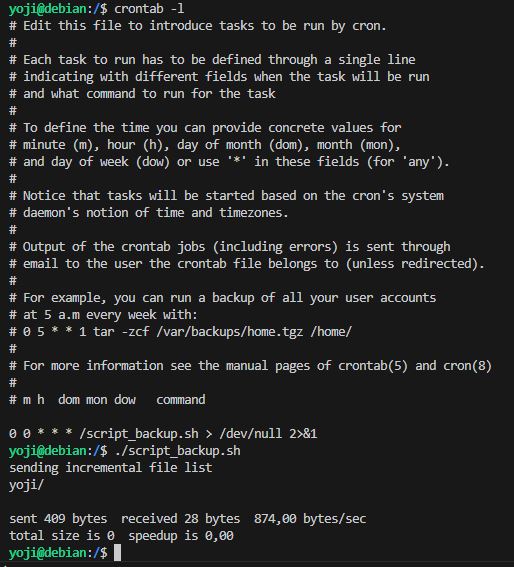 yoji@debian:/$ crontab -l
# Edit this file to introduce tasks to be run by cron.
#
# Each task to run has to be defined through a single line
# indicating with different fields when the task will be run
# and what command to run for the task
#
# To define the time you can provide concrete values for
# minute (m), hour (h), day of month (dom), month (mon),
# and day of week (dow) or use '*' in these fields (for 'any').
#
# Notice that tasks will be started based on the cron's system
# daemon's notion of time and timezones.
#
# Output of the crontab jobs (including errors) is sent through
# email to the user the crontab file belongs to (unless redirected).
#
# For example, you can run a backup of all your user accounts
# at 5 a.m every week with:
# 0 5 * * 1 tar -zcf /var/backups/home.tgz /home/
#
# For more information see the manual pages of crontab(5) and cron(8)
#
# m h  dom mon dow   command

0 0 * * * /script_backup.sh > /dev/null 2>&1
yoji@debian:/$ ./script_backup.sh
sending incremental file list
yoji/

sent 409 bytes  received 28 bytes  874,00 bytes/sec
total size is 0  speedup is 0,00
yoji@debian:/$